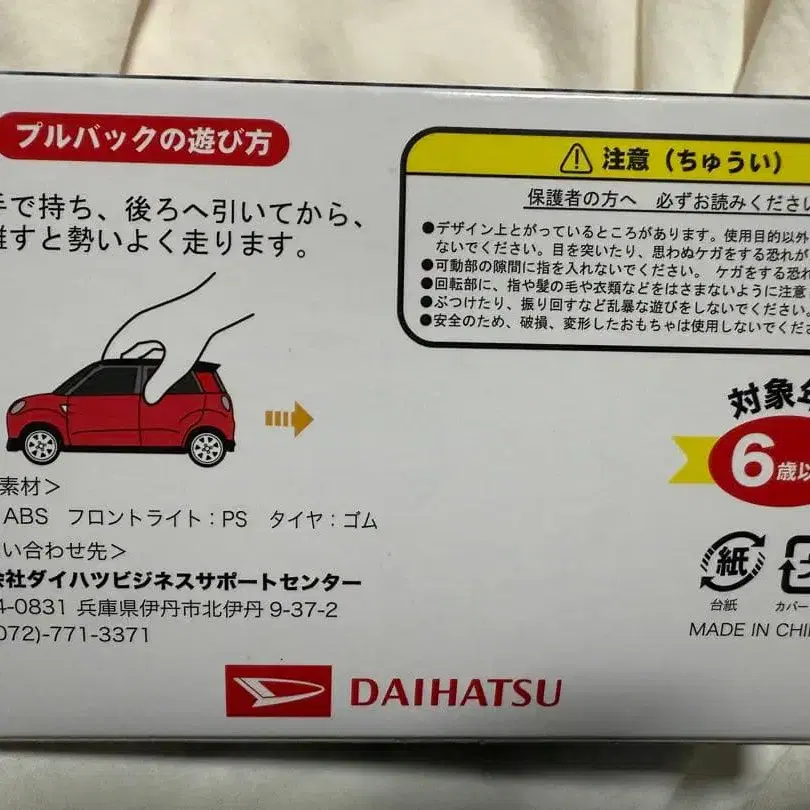 プルバックの遊び方
手で持ち、後ろへ引いてから、
離すと勢いよく走ります。
素材＞
ABS フロントライト：PS タイヤ：ゴム
い合わせ先＞
会社ダイハツビジネスサポートセンター
4-0831 兵庫県伊丹市北伊丹 9-37-2
072)-771-3371
DAIHATSU
注意（ちゅうい）
保護者の方へ 必ずお読みくださ
●デザイン上とがっているところがあります。使用目的以外
ないでください。目を突いたり、思わぬケガをする恐れが
●可動部の隙間に指を入れないでください。ケガをする恐れ
●回転部に、指や髪の毛や衣類などをはさまないように注意
●ぶつけたり、振り回すなど乱暴な遊びをしないでください。
●安全のため、破損、変形したおもちゃは使用しないでくだ
対象
6歳以
紙
台紙
カバー
MADE IN CHI